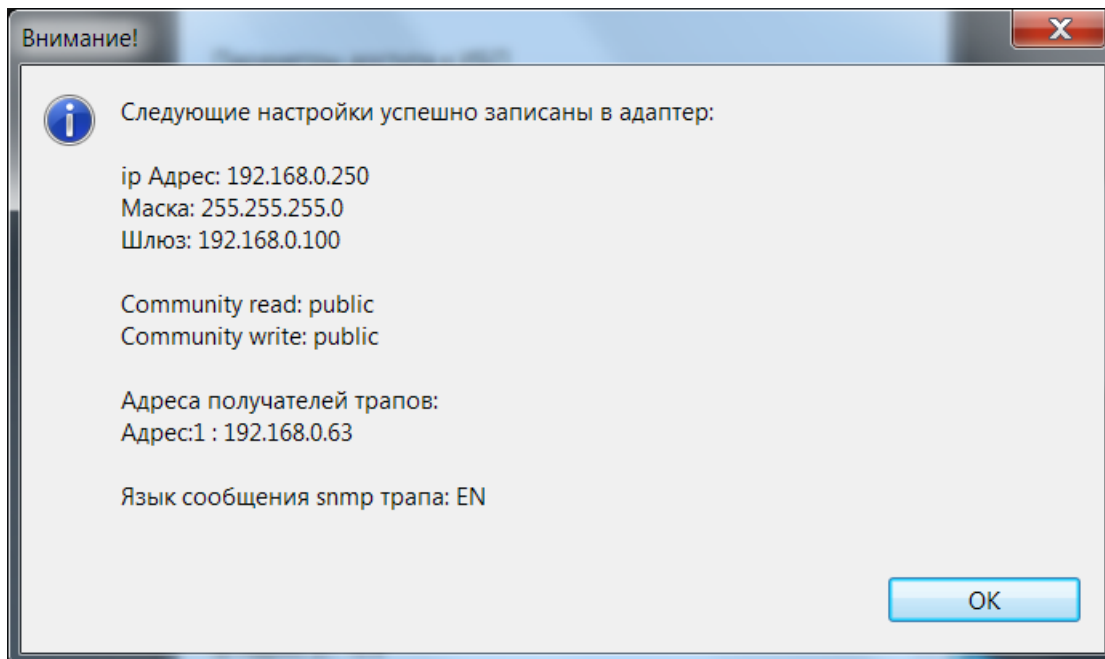 Внимание!
Следующие настройки успешно записаны в адаптер:
ip Адрес: 192.168.0.250
Маска: 255.255.255.0
Шлюз: 192.168.0.100
Community read: public
Community write: public
Адреса получателей трапов:
Адрес:1 : 192.168.0.63
Язык сообщения snmp трапа: EN
OK